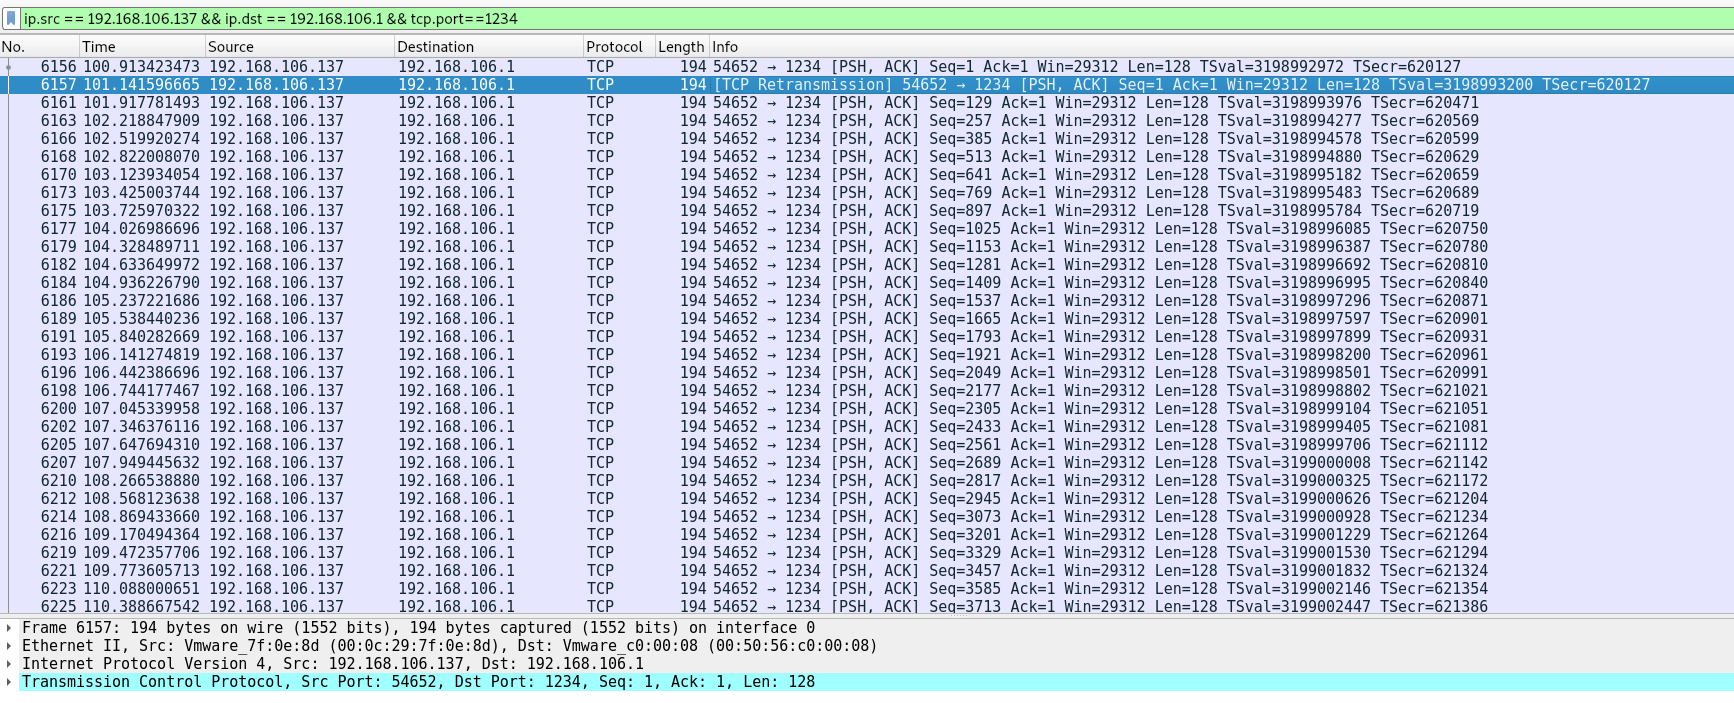 ip.src == 192.168.106.137 && ip.dst == 192.168.106.1 && tcp.port==1234
No. Time Source Destination Protocol Length Info
6156 100.913423473 192.168.106.137 192.168.106.1 TCP 194 54652 → 1234 [PSH, ACK] Seq=1 Ack=1 Win=29312 Len=128 TSval=3198992972 TSecr=620127
6157 101.141596665 192.168.106.137 192.168.106.1 TCP 194 [TCP Retransmission] 54652 → 1234 [PSH, ACK] Seq=1 Ack=1 Win=29312 Len=128 TSval=3198993200 TSecr=620127
6161 101.917781493 192.168.106.137 192.168.106.1 TCP 194 54652 → 1234 [PSH, ACK] Seq=129 Ack=1 Win=29312 Len=128 TSval=3198993976 TSecr=620471
6163 102.218847909 192.168.106.137 192.168.106.1 TCP 194 54652 → 1234 [PSH, ACK] Seq=257 Ack=1 Win=29312 Len=128 TSval=3198994277 TSecr=620569
6166 102.519920274 192.168.106.137 192.168.106.1 TCP 194 54652 → 1234 [PSH, ACK] Seq=385 Ack=1 Win=29312 Len=128 TSval=3198994578 TSecr=620599
6168 102.822008070 192.168.106.137 192.168.106.1 TCP 194 54652 → 1234 [PSH, ACK] Seq=513 Ack=1 Win=29312 Len=128 TSval=3198994880 TSecr=620629
6170 103.123934054 192.168.106.137 192.168.106.1 TCP 194 54652 → 1234 [PSH, ACK] Seq=641 Ack=1 Win=29312 Len=128 TSval=3198995182 TSecr=620659
6173 103.425003744 192.168.106.137 192.168.106.1 TCP 194 54652 → 1234 [PSH, ACK] Seq=769 Ack=1 Win=29312 Len=128 TSval=3198995483 TSecr=620689
6175 103.725970322 192.168.106.137 192.168.106.1 TCP 194 54652 → 1234 [PSH, ACK] Seq=897 Ack=1 Win=29312 Len=128 TSval=3198995784 TSecr=620719
6177 104.026986696 192.168.106.137 192.168.106.1 TCP 194 54652 → 1234 [PSH, ACK] Seq=1025 Ack=1 Win=29312 Len=128 TSval=3198996085 TSecr=620750
6179 104.328489711 192.168.106.137 192.168.106.1 TCP 194 54652 → 1234 [PSH, ACK] Seq=1153 Ack=1 Win=29312 Len=128 TSval=3198996387 TSecr=620780
6182 104.633649972 192.168.106.137 192.168.106.1 TCP 194 54652 → 1234 [PSH, ACK] Seq=1281 Ack=1 Win=29312 Len=128 TSval=3198996692 TSecr=620810
6184 104.936226790 192.168.106.137 192.168.106.1 TCP 194 54652 → 1234 [PSH, ACK] Seq=1409 Ack=1 Win=29312 Len=128 TSval=3198996995 TSecr=620840
6186 105.237221686 192.168.106.137 192.168.106.1 TCP 194 54652 → 1234 [PSH, ACK] Seq=1537 Ack=1 Win=29312 Len=128 TSval=3198997296 TSecr=620871
6189 105.538440236 192.168.106.137 192.168.106.1 TCP 194 54652 → 1234 [PSH, ACK] Seq=1665 Ack=1 Win=29312 Len=128 TSval=3198997597 TSecr=620901
6191 105.840282669 192.168.106.137 192.168.106.1 TCP 194 54652 → 1234 [PSH, ACK] Seq=1793 Ack=1 Win=29312 Len=128 TSval=3198997899 TSecr=620931
6193 106.141274819 192.168.106.137 192.168.106.1 TCP 194 54652 → 1234 [PSH, ACK] Seq=1921 Ack=1 Win=29312 Len=128 TSval=3198998200 TSecr=620961
6196 106.442386696 192.168.106.137 192.168.106.1 TCP 194 54652 → 1234 [PSH, ACK] Seq=2049 Ack=1 Win=29312 Len=128 TSval=3198998501 TSecr=620991
6198 106.744177467 192.168.106.137 192.168.106.1 TCP 194 54652 → 1234 [PSH, ACK] Seq=2177 Ack=1 Win=29312 Len=128 TSval=3198998802 TSecr=621021
6200 107.045339958 192.168.106.137 192.168.106.1 TCP 194 54652 → 1234 [PSH, ACK] Seq=2305 Ack=1 Win=29312 Len=128 TSval=3198999104 TSecr=621051
6202 107.346376116 192.168.106.137 192.168.106.1 TCP 194 54652 → 1234 [PSH, ACK] Seq=2433 Ack=1 Win=29312 Len=128 TSval=3198999405 TSecr=621081
6205 107.647694310 192.168.106.137 192.168.106.1 TCP 194 54652 → 1234 [PSH, ACK] Seq=2561 Ack=1 Win=29312 Len=128 TSval=3198999706 TSecr=621112
6207 107.949445632 192.168.106.137 192.168.106.1 TCP 194 54652 → 1234 [PSH, ACK] Seq=2689 Ack=1 Win=29312 Len=128 TSval=3199000008 TSecr=621142
6210 108.266538880 192.168.106.137 192.168.106.1 TCP 194 54652 → 1234 [PSH, ACK] Seq=2817 Ack=1 Win=29312 Len=128 TSval=3199000325 TSecr=621172
6212 108.568123638 192.168.106.137 192.168.106.1 TCP 194 54652 → 1234 [PSH, ACK] Seq=2945 Ack=1 Win=29312 Len=128 TSval=3199000626 TSecr=621204
6214 108.869433660 192.168.106.137 192.168.106.1 TCP 194 54652 → 1234 [PSH, ACK] Seq=3073 Ack=1 Win=29312 Len=128 TSval=3199000928 TSecr=621234
6216 109.170494364 192.168.106.137 192.168.106.1 TCP 194 54652 → 1234 [PSH, ACK] Seq=3201 Ack=1 Win=29312 Len=128 TSval=3199001229 TSecr=621264
6219 109.472357706 192.168.106.137 192.168.106.1 TCP 194 54652 → 1234 [PSH, ACK] Seq=3329 Ack=1 Win=29312 Len=128 TSval=3199001530 TSecr=621294
6221 109.773605713 192.168.106.137 192.168.106.1 TCP 194 54652 → 1234 [PSH, ACK] Seq=3457 Ack=1 Win=29312 Len=128 TSval=3199001832 TSecr=621324
6223 110.088000651 192.168.106.137 192.168.106.1 TCP 194 54652 → 1234 [PSH, ACK] Seq=3585 Ack=1 Win=29312 Len=128 TSval=3199002146 TSecr=621354
6225 110.388667542 192.168.106.137 192.168.106.1 TCP 194 54652 → 1234 [PSH, ACK] Seq=3713 Ack=1 Win=29312 Len=128 TSval=3199002447 TSecr=621386
Frame 6157: 194 bytes on wire (1552 bits), 194 bytes captured (1552 bits) on interface 0
Ethernet II, Src: Vmware_7f:0e:8d (00:0c:29:7f:0e:8d), Dst: Vmware_c0:00:08 (00:50:56:c0:00:08)
Internet Protocol Version 4, Src: 192.168.106.137, Dst: 192.168.106.1
Transmission Control Protocol, Src Port: 54652, Dst Port: 1234, Seq: 1, Ack: 1, Len: 128